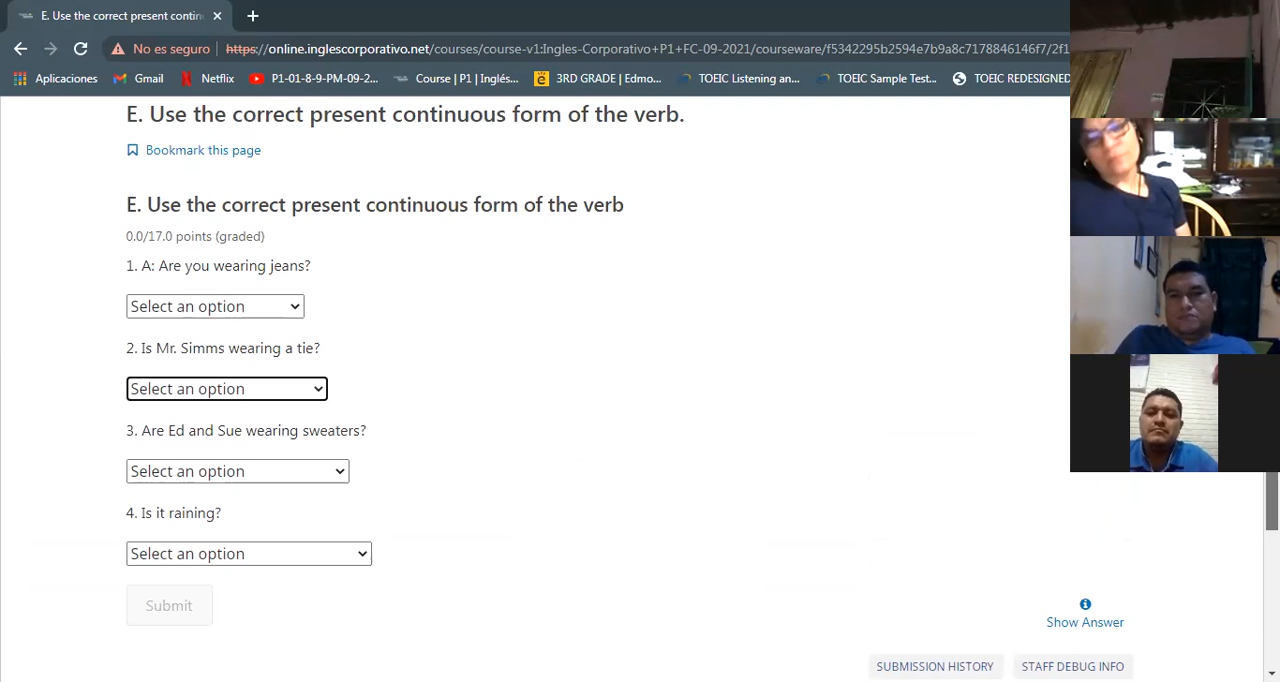 E. Use the correct present contin
No es seguro
https://online.inglescorporativo.net/courses/course-v1:Ingles-Corporativo+P1+FC-09-2021/courseware/f5342295b2594e7b9a8c7178846146f7/2f1
Aplicaciones
Gmail
Netflix
P1-01-8-9-PM-09-2...
Course | P1 | Inglés...
3RD GRADE | Edmo...
TOEIC Listening an...
TOEIC Sample Test...
TOEIC REDESIGNED
E. Use the correct present continuous form of the verb.
Bookmark this page
E. Use the correct present continuous form of the verb
0.0/17.0 points (graded)
1. A: Are you wearing jeans?
Select an option
2. Is Mr. Simms wearing a tie?
Select an option
3. Are Ed and Sue wearing sweaters?
Select an option
4. Is it raining?
Select an option
Submit
Show Answer
SUBMISSION HISTORY
STAFF DEBUG INFO